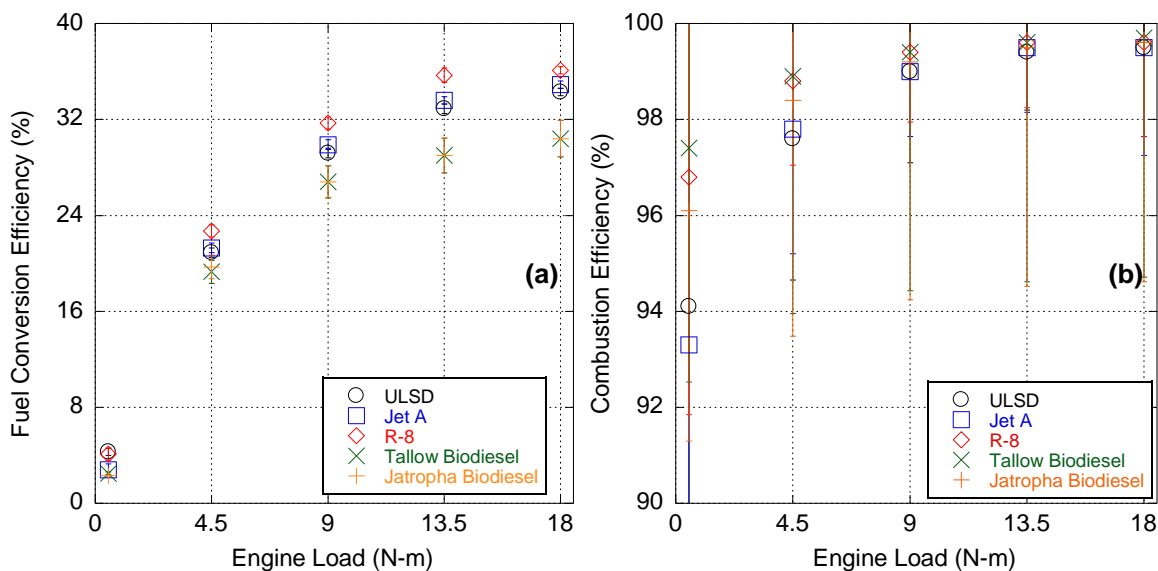 40
32
24
16
8
0
Fuel Conversion Efficiency (%)
(a)
ULSD
Jet A
R-8
Tallow Biodiesel
Jatropha Biodiesel
0 4.5 9 13.5 18
Engine Load (N-m)
100
98
96
94
92
90
Combustion Efficiency (%)
(b)
ULSD
Jet A
R-8
Tallow Biodiesel
Jatropha Biodiesel
0 4.5 9 13.5 18
Engine Load (N-m)